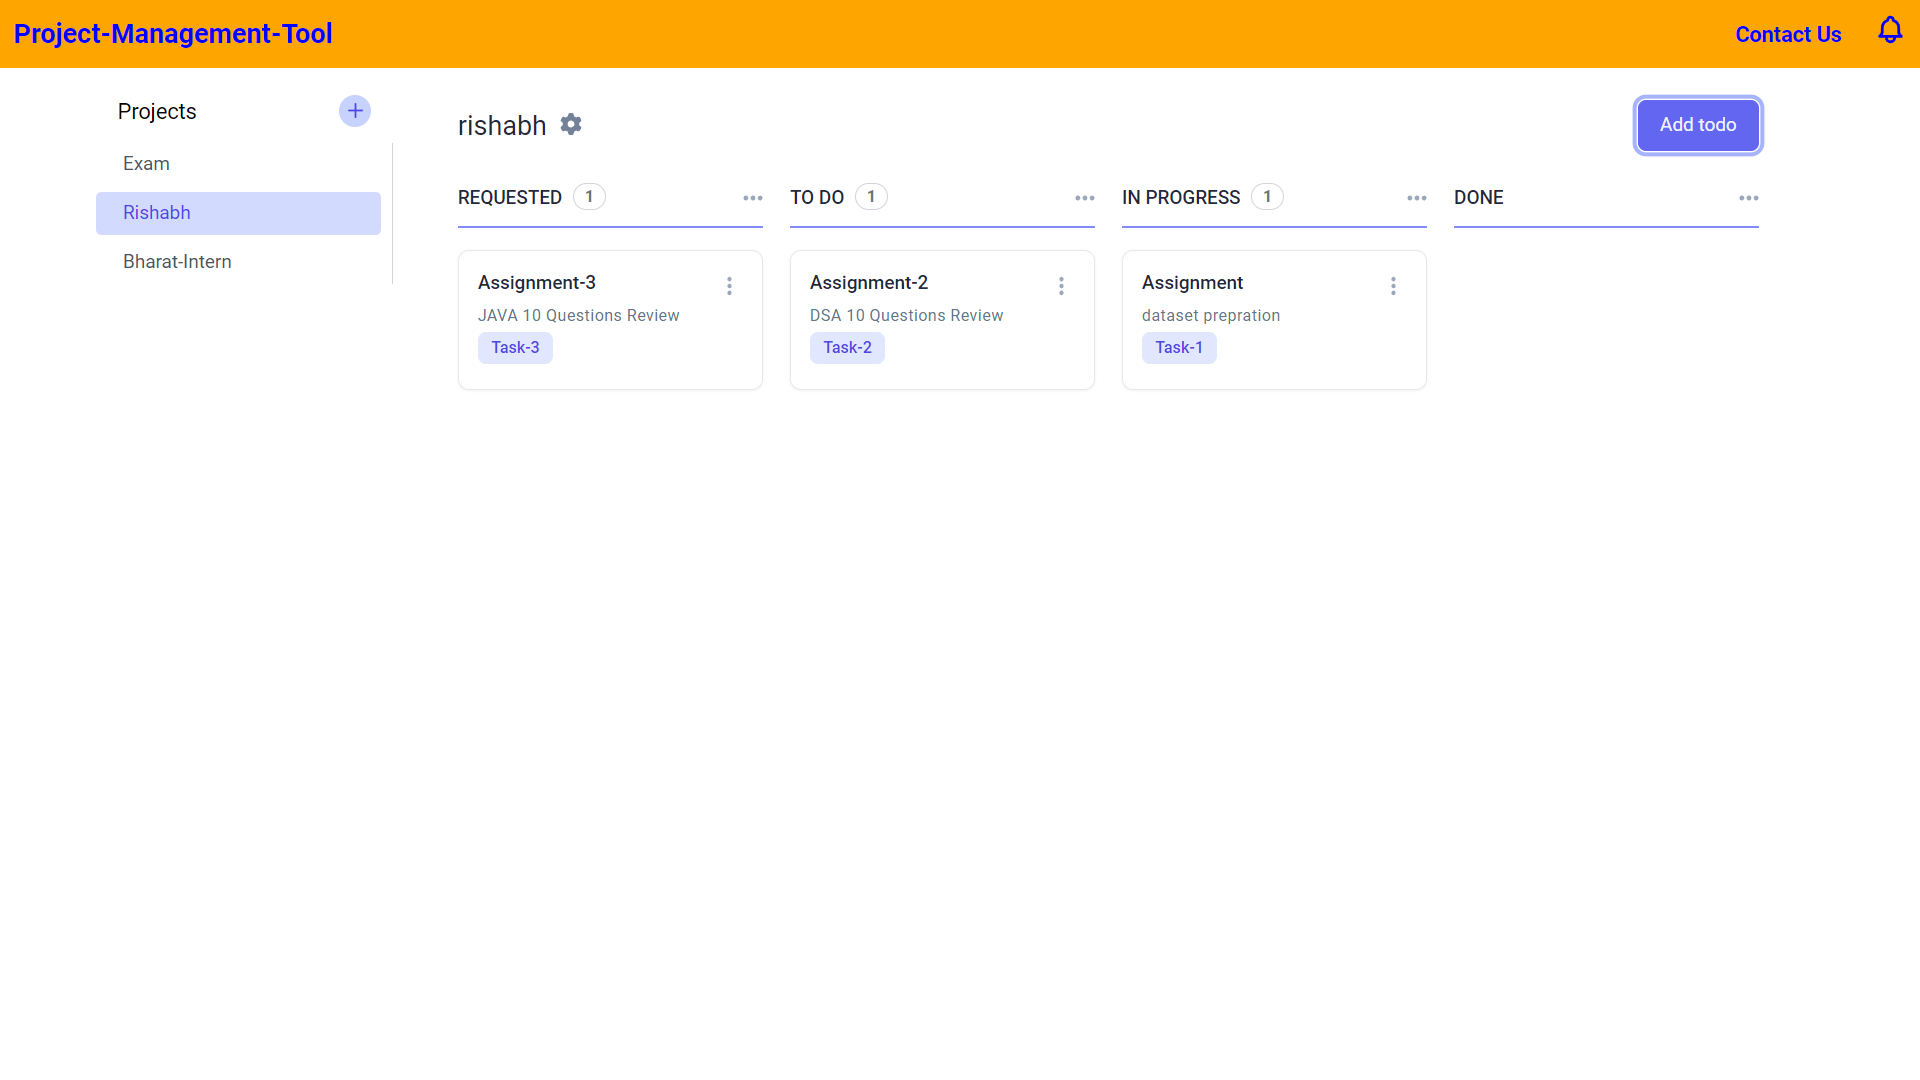 Project-Management-Tool
Contact Us
Projects
Exam
Rishabh
Bharat-Intern
rishabh
Add todo
REQUESTED 1
TO DO 1
IN PROGRESS 1
DONE
Assignment-3
JAVA 10 Questions Review
Task-3
Assignment-2
DSA 10 Questions Review
Task-2
Assignment
dataset prepration
Task-1